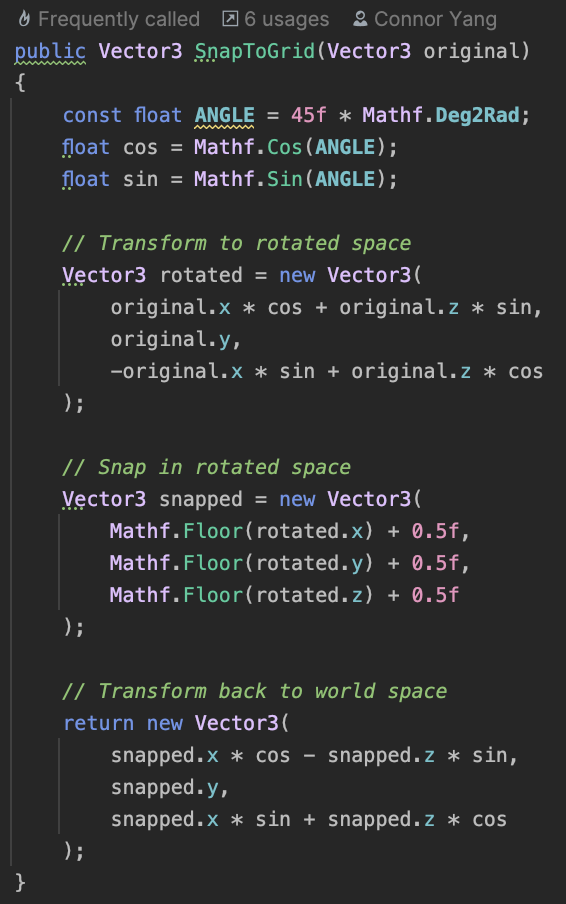 Frequently called 6 usages Connor Yang
public Vector3 SnapToGrid(Vector3 original)
{
    const float ANGLE = 45f * Mathf.Deg2Rad;
    float cos = Mathf.Cos(ANGLE);
    float sin = Mathf.Sin(ANGLE);

    // Transform to rotated space
    Vector3 rotated = new Vector3(
        original.x * cos + original.z * sin,
        original.y,
        -original.x * sin + original.z * cos
    );

    // Snap in rotated space
    Vector3 snapped = new Vector3(
        Mathf.Floor(rotated.x) + 0.5f,
        Mathf.Floor(rotated.y) + 0.5f,
        Mathf.Floor(rotated.z) + 0.5f
    );

    // Transform back to world space
    return new Vector3(
        snapped.x * cos - snapped.z * sin,
        snapped.y,
        snapped.x * sin + snapped.z * cos
    );
}